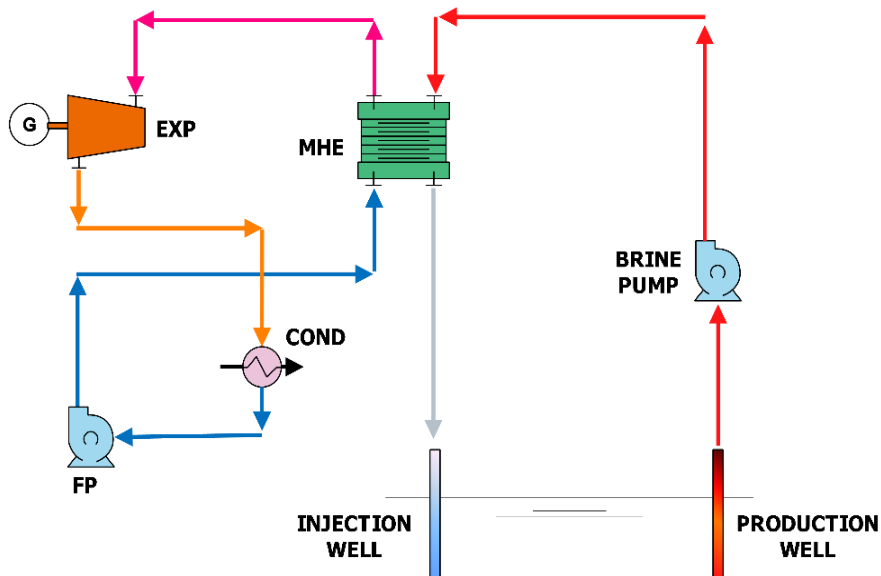 G
EXP
MHE
BRINE
PUMP
COND
FP
INJECTION
WELL
PRODUCTION
WELL